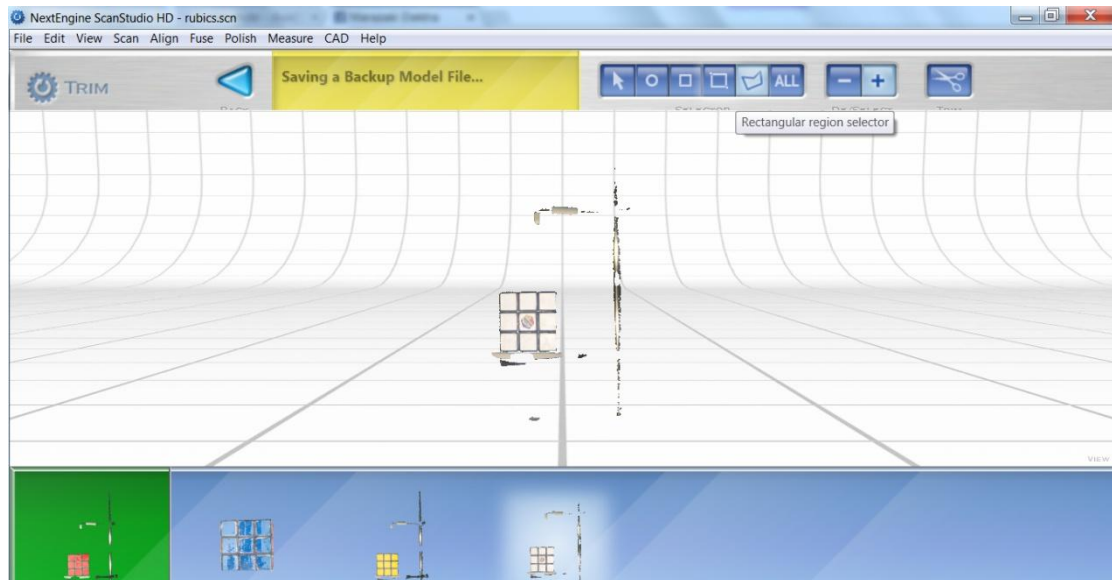 NextEngine ScanStudio HD - rubics.scn
File Edit View Scan Align Fuse Polish Measure CAD Help
TRIM
Saving a Backup Model File...
ALL
Rectangular region selector
VIEW